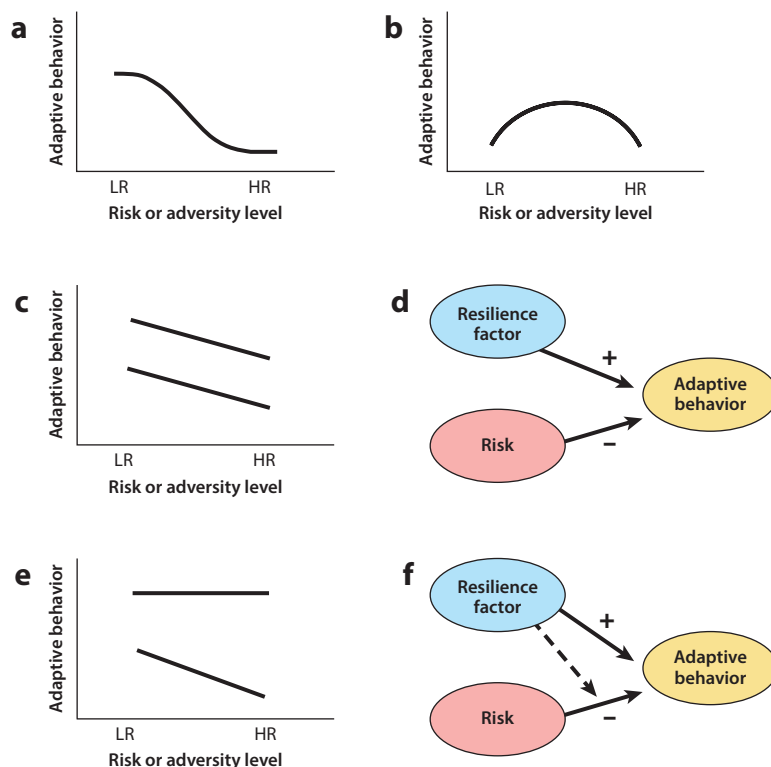 a
Adaptive behavior
LR
HR
Risk or adversity level
b
Adaptive behavior
LR
HR
Risk or adversity level
c
Adaptive behavior
LR
HR
Risk or adversity level
d
Resilience
factor
+
Adaptive
behavior
Risk
–
e
Adaptive behavior
LR
HR
Risk or adversity level
f
Resilience
factor
+
Adaptive
behavior
Risk
–